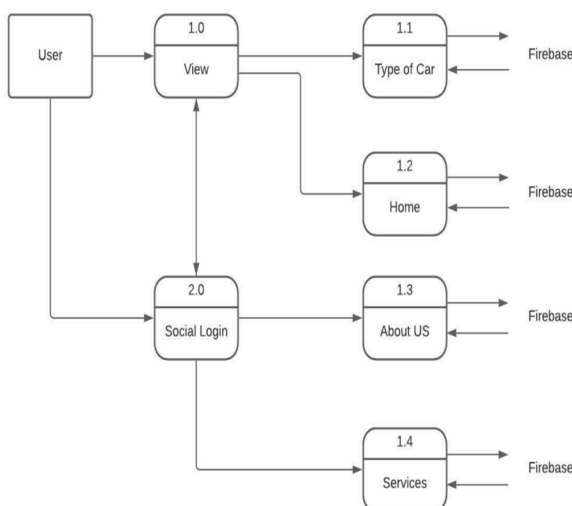 User
1.0
View
1.1
Type of Car
Firebase
1.2
Home
Firebase
2.0
Social Login
1.3
About US
Firebase
1.4
Services
Firebase